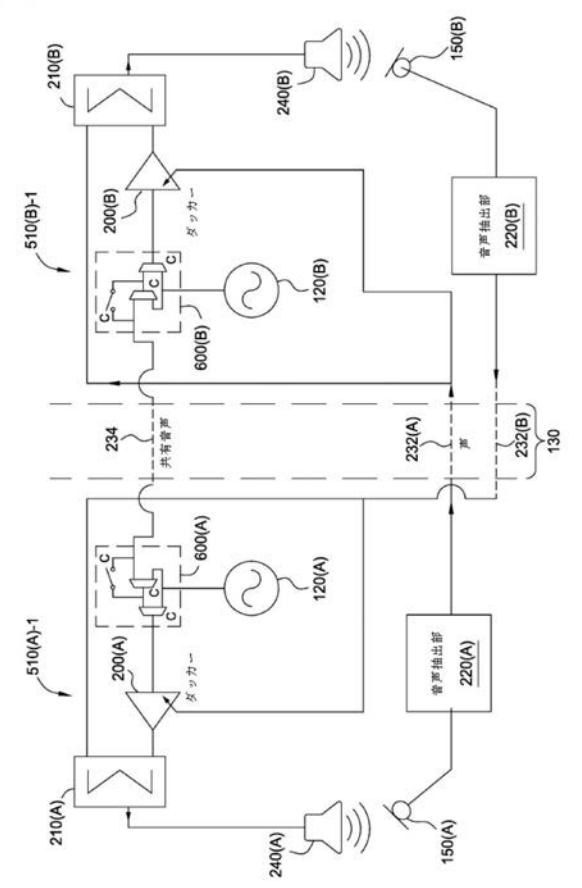 510(A)-1
510(B)-1
210(A)
200(A)
ダッカー
C
C
C
600(A)
120(A)
234
共有音声
C
C
C
600(B)
120(B)
200(B)
ダッカー
210(B)
240(A)
150(A)
音声抽出部
220(A)
232(A)
声
232(B)
130
音声抽出部
220(B)
240(B)
150(B)